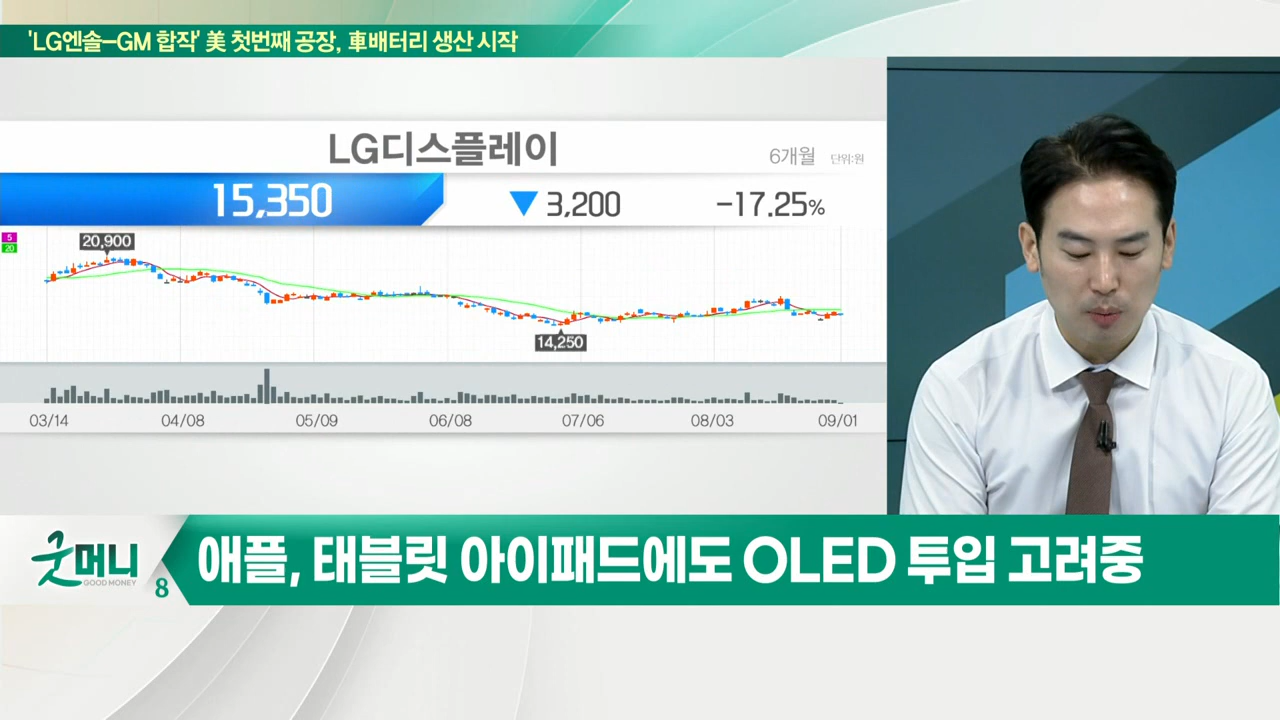 'LG엔솔-GM 합작' 美 첫번째 공장, 車배터리 생산 시작
LG디스플레이
6개월 단위:원
15,350 ▼ 3,200 -17.25%
5
20
20,900
14,250
03/14 04/08 05/09 06/08 07/06 08/03 09/01
굿머니
GOOD MONEY
8
애플, 태블릿 아이패드에도 OLED 투입 고려중